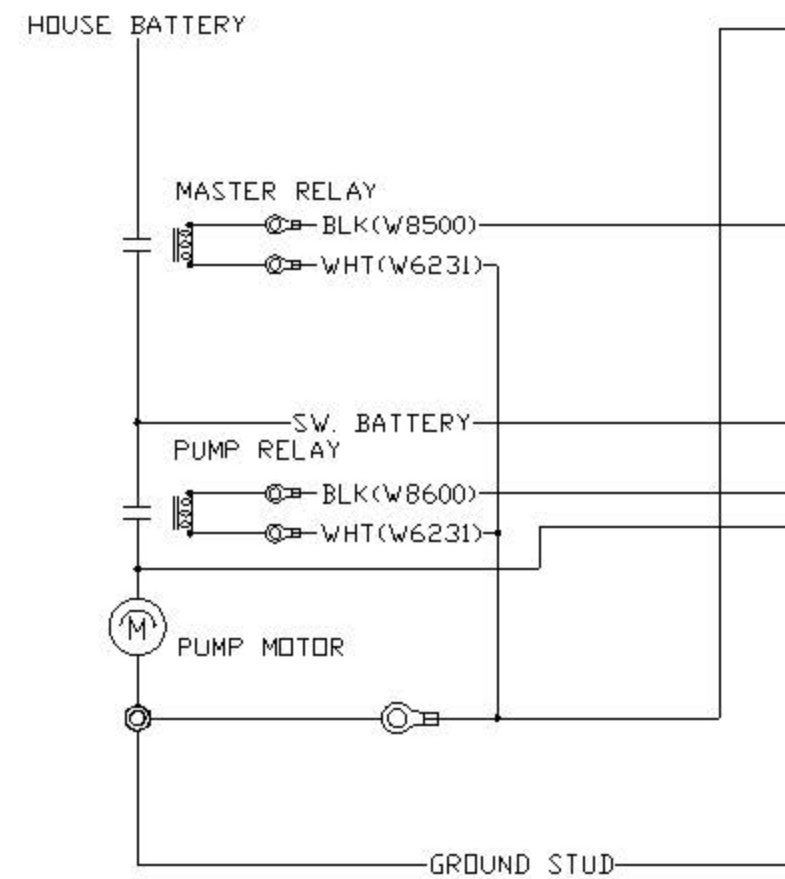 HOUSE BATTERY
MASTER RELAY
BLK(W8500)
WHT(W6231)
SW. BATTERY
PUMP RELAY
BLK(W8600)
WHT(W6231)
M
PUMP MOTOR
GROUND STUD